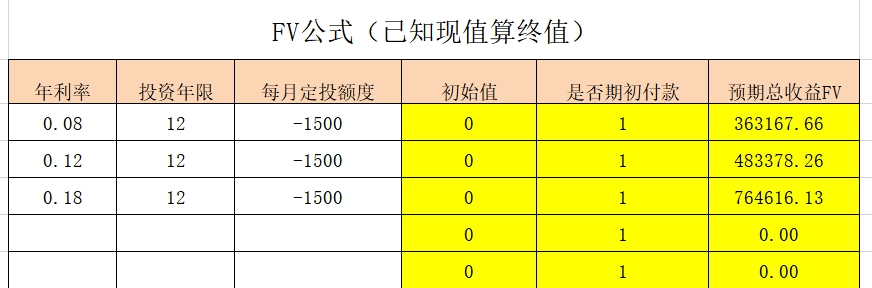 FV公式（已知现值算终值）
年利率 投资年限 每月定投额度 初始值 是否期初付款 预期总收益FV
0.08 12 -1500 0 1 363167.66
0.12 12 -1500 0 1 483378.26
0.18 12 -1500 0 1 764616.13
0 1 0.00
0 1 0.00